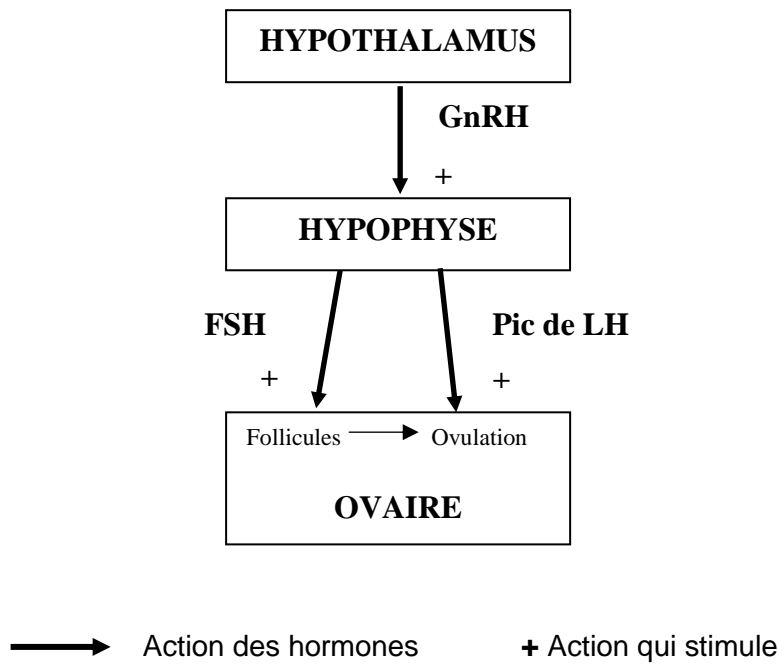 HYPOTHALAMUS
GnRH
+
HYPOPHYSE
FSH
Pic de LH
+
+
Follicules
Ovulation
OVAIRE
Action des hormones
+ Action qui stimule